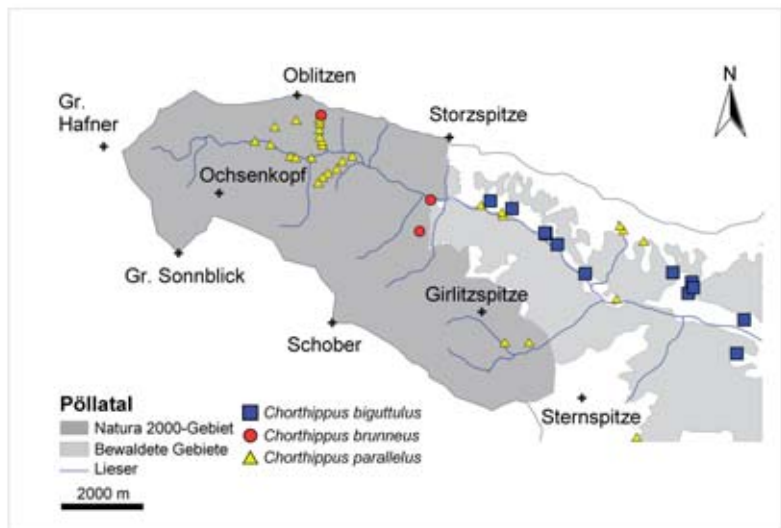 Oblitzen
N
Gr.
Hafner
Storzspitze
Ochsenkopf
Gr. Sonnblick
Girlitzspitze
Schober
Sternspitze
Pöllatal
Natura 2000-Gebiet
Bewaldete Gebiete
Lieser
2000 m
Chorthippus biguttulus
Chorthippus brunneus
Chorthippus parallelus